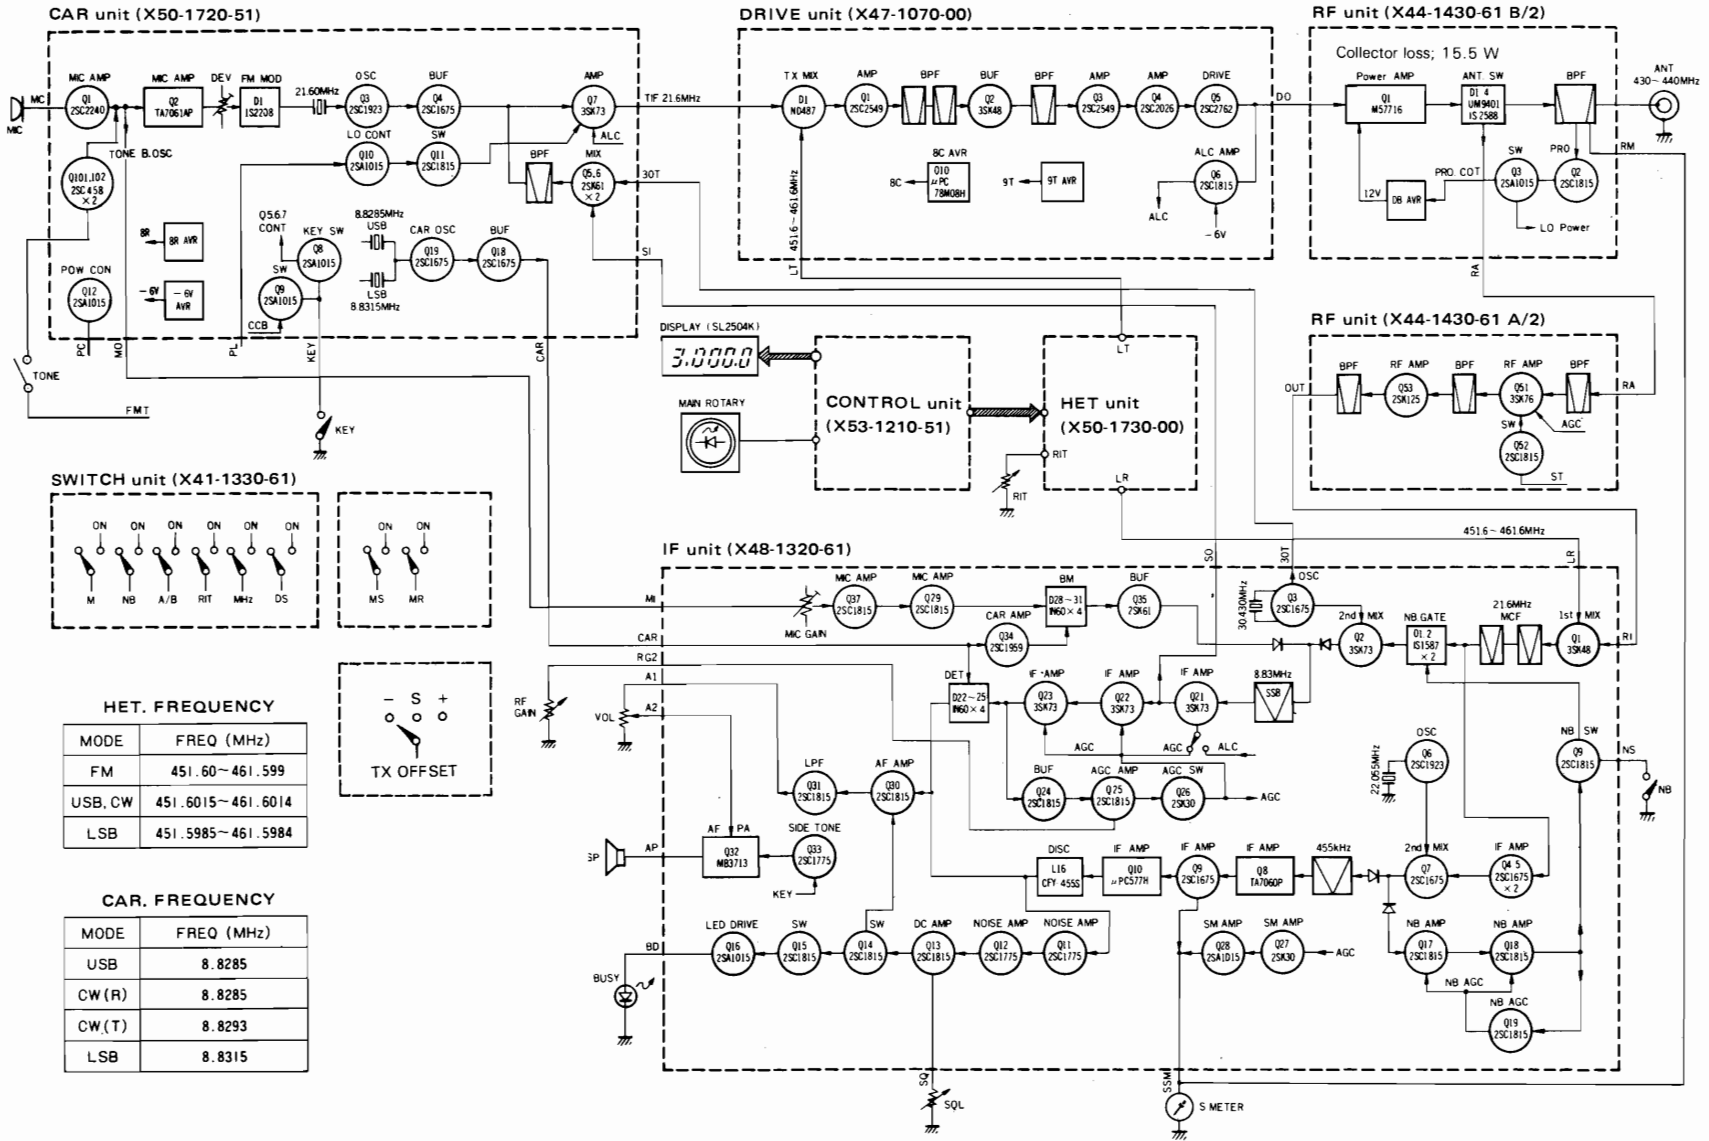 CAR unit (X50-1720-51)
MIC
MC
MIC AMP
Q1
2SC2240
MIC AMP
Q2
TA7061AP
DEV
FM MOD
D1
1S2208
21.60MHz
OSC
Q3
2SC1923
BUF
Q4
2SC1675
AMP
Q7
3SK73
ALC
LO CONT
Q10
2SA1015
SW
Q11
2SC1815
BPF
MIX
Q5,6
2SK61
×2
TONE B.OSC
Q101,102
2SC458
×2
8R
8R AVR
-6V
-6V
AVR
POW CON
Q12
2SA1015
Q5.6.7
CONT
KEY SW
Q8
2SA1015
SW
Q9
2SA1015
CCB
8.8285MHz
USB
LSB
8.8315MHz
CAR OSC
Q19
2SC1675
BUF
Q18
2SC1675
PC
MO
PL
KEY
CAR
TONE
FMT
KEY
TIF 21.6MHz
30T
SI
DRIVE unit (X47-1070-00)
TX MIX
D1
ND487
AMP
Q1
2SC2549
BPF
BUF
Q2
3SK48
BPF
AMP
Q3
2SC2549
AMP
Q4
2SC2026
DRIVE
Q5
2SC2762
DO
LT 451.6~461.6MHz
8C AVR
8C
Q10
μPC
78M08H
9T
9T AVR
ALC AMP
Q6
2SC1815
ALC
-6V
RF unit (X44-1430-61 B/2)
Collector loss; 15.5 W
Power AMP
Q1
M57716
ANT. SW
D1 4
UM9401
1S2588
BPF
ANT
430~440MHz
RM
PRO
SW
Q3
2SA1015
Q2
2SC1815
PRO. COT
12V
DB AVR
LO Power
RA
RF unit (X44-1430-61 A/2)
OUT
BPF
RF AMP
Q53
2SK125
BPF
RF AMP
Q51
3SK76
BPF
RA
AGC
SW
Q52
2SC1815
ST
DISPLAY (SL2504K)
3.000.0
MAIN ROTARY
CONTROL unit
(X53-1210-51)
LT
HET unit
(X50-1730-00)
RIT
LR
RIT
SWITCH unit (X41-1330-61)
ON ON ON ON ON ON
M NB A/B RIT MHz DS
ON ON
MS MR
- S +
TX OFFSET
HET. FREQUENCY
MODE FREQ (MHz)
FM 451.60~461.599
USB, CW 451.6015~461.6014
LSB 451.5985~461.5984
CAR. FREQUENCY
MODE FREQ (MHz)
USB 8.8285
CW(R) 8.8285
CW(T) 8.8293
LSB 8.8315
IF unit (X48-1320-61)
451.6~461.6MHz
SO
30T
LR
MI
MIC GAIN
MIC AMP
Q37
2SC1815
MIC AMP
Q29
2SC1815
BM
D28~31
1N60×4
BUF
Q35
2SK61
30.430MHz
OSC
Q3
2SC1675
2nd MIX
Q2
3SK73
NB GATE
D1.2
1S1587
×2
21.6MHz
MCF
1st MIX
Q1
3SK48
RI
CAR
CAR AMP
Q34
2SC1959
RG2
A1
A2
RF
GAIN
VOL
DET
D22~25
1N60×4
IF AMP
Q23
3SK73
IF AMP
Q22
3SK73
IF AMP
Q21
3SK73
8.83MHz
SSB
AGC
AGC
ALC
BUF
Q24
2SC1815
AGC AMP
Q25
2SC1815
AGC SW
Q26
2SK30
AGC
LPF
Q31
2SC1815
AF AMP
Q30
2SC1815
AF PA
Q32
MB3713
SIDE TONE
Q33
2SC1775
KEY
SP
AP
OSC
Q6
2SC1923
22.055MHz
NB SW
Q9
2SC1815
NS
NB
DISC
L16
CFY-455S
IF AMP
Q10
μPC577H
IF AMP
Q9
2SC1675
IF AMP
Q8
TA7060P
455kHz
2nd MIX
Q7
2SC1675
IF AMP
Q4.5
2SC1675
×2
BD
BUSY
LED DRIVE
Q16
2SA1015
SW
Q15
2SC1815
SW
Q14
2SC1815
DC AMP
Q13
2SC1815
NOISE AMP
Q12
2SC1775
NOISE AMP
Q11
2SC1775
SM AMP
Q28
2SA1015
SM AMP
Q27
2SK30
AGC
NB AMP
Q17
2SC1815
NB AMP
Q18
2SC1815
NB AGC
NB AGC
Q19
2SC1815
SQ
SQL
SSM
S METER